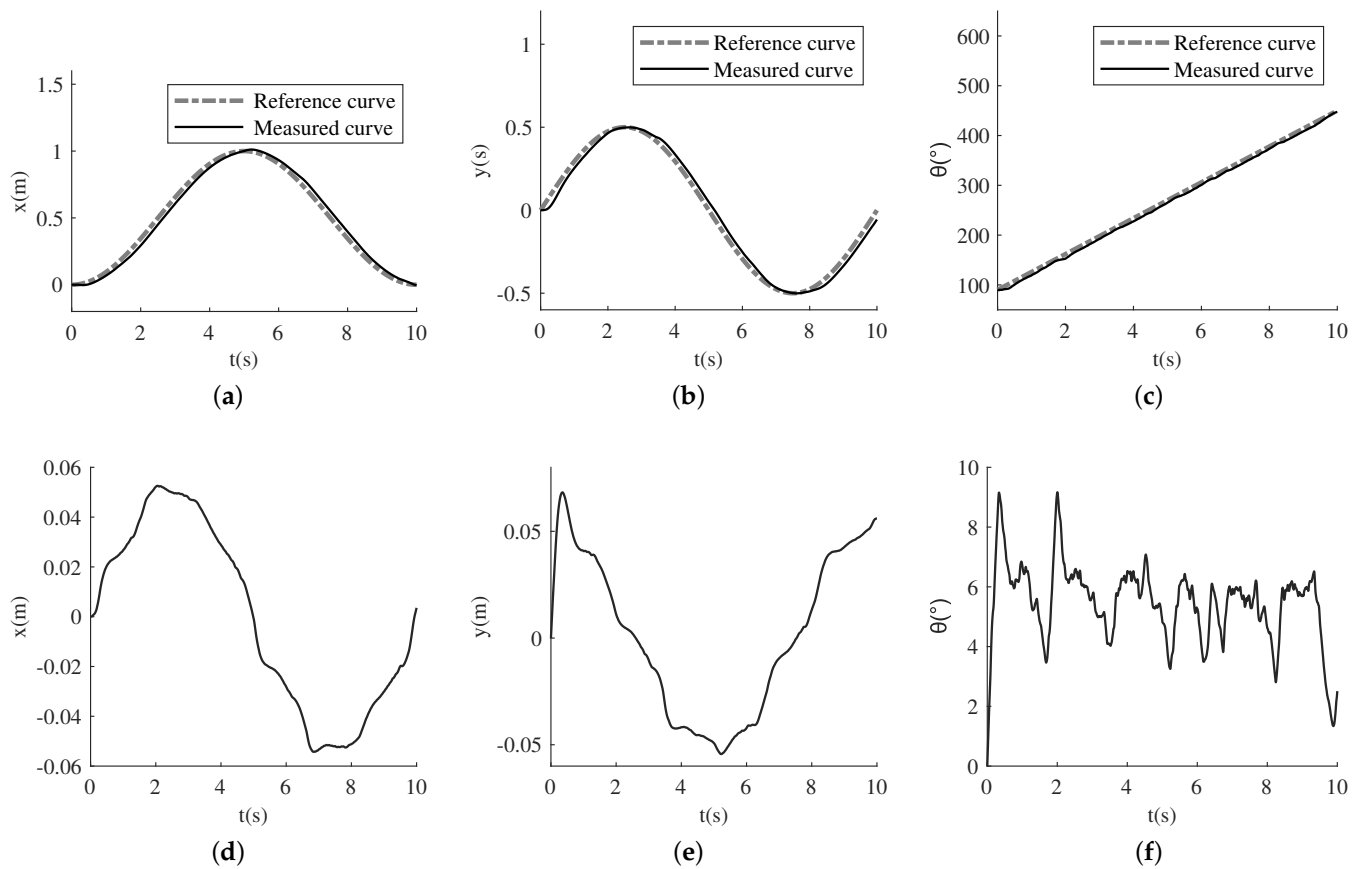 1.5
1
0.5
0
x(m)
0 2 4 6 8 10
t(s)
Reference curve
Measured curve
(a)
1
0.5
0
-0.5
y(s)
0 2 4 6 8 10
t(s)
Reference curve
Measured curve
(b)
600
500
400
300
200
100
θ(°)
0 2 4 6 8 10
t(s)
Reference curve
Measured curve
(c)
0.06
0.04
0.02
0
-0.02
-0.04
-0.06
x(m)
0 2 4 6 8 10
t(s)
(d)
0.05
0
-0.05
y(m)
0 2 4 6 8 10
t(s)
(e)
10
8
6
4
2
0
θ(°)
0 2 4 6 8 10
t(s)
(f)